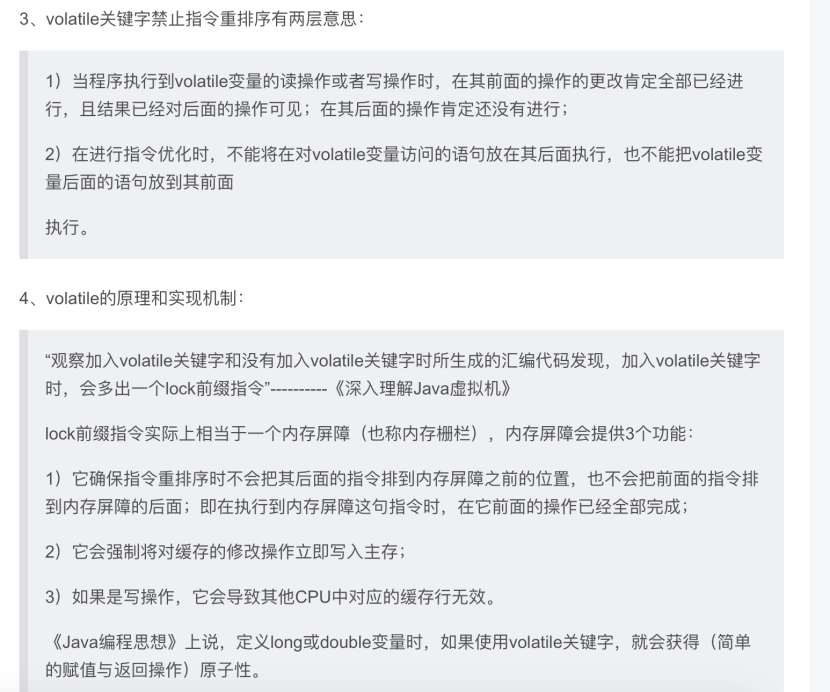 3、volatile关键字禁止指令重排序有两层意思：
1）当程序执行到volatile变量的读操作或者写操作时，在其前面的操作的更改肯定全部已经进
行，且结果已经对后面的操作可见；在其后面的操作肯定还没有进行；
2）在进行指令优化时，不能将在对volatile变量访问的语句放在其后面执行，也不能把volatile变
量后面的语句放到其前面
执行。
4、volatile的原理和实现机制：
“观察加入volatile关键字和没有加入volatile关键字时所生成的汇编代码发现，加入volatile关键字
时，会多出一个lock前缀指令”----------《深入理解Java虚拟机》
lock前缀指令实际上相当于一个内存屏障（也称内存栅栏），内存屏障会提供3个功能：
1）它确保指令重排序时不会把其后面的指令排到内存屏障之前的位置，也不会把前面的指令排
到内存屏障的后面；即在执行到内存屏障这句指令时，在它前面的操作已经全部完成；
2）它会强制将对缓存的修改操作立即写入主存；
3）如果是写操作，它会导致其他CPU中对应的缓存行无效。
《Java编程思想》上说，定义long或double变量时，如果使用volatile关键字，就会获得（简单
的赋值与返回操作）原子性。